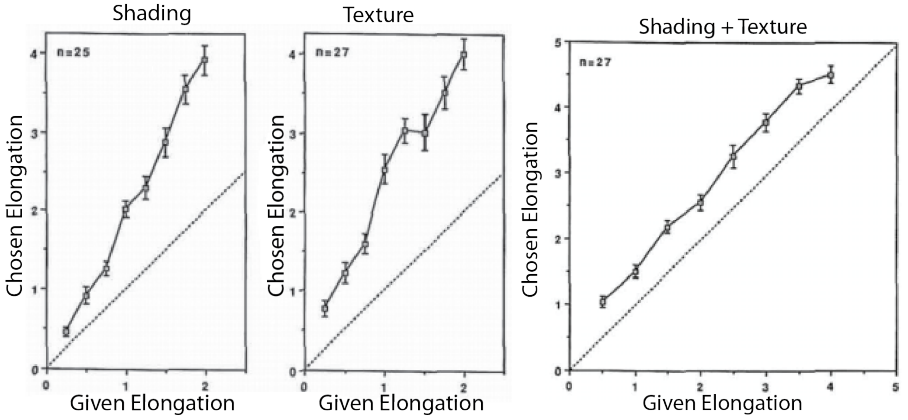 Shading
n=25
Chosen Elongation
4
3
2
1
0
0
1
2
Given Elongation
Texture
n=27
Chosen Elongation
4
3
2
1
0
0
1
2
Given Elongation
Shading + Texture
n=27
Chosen Elongation
5
4
3
2
1
0
0
1
2
3
4
5
Given Elongation